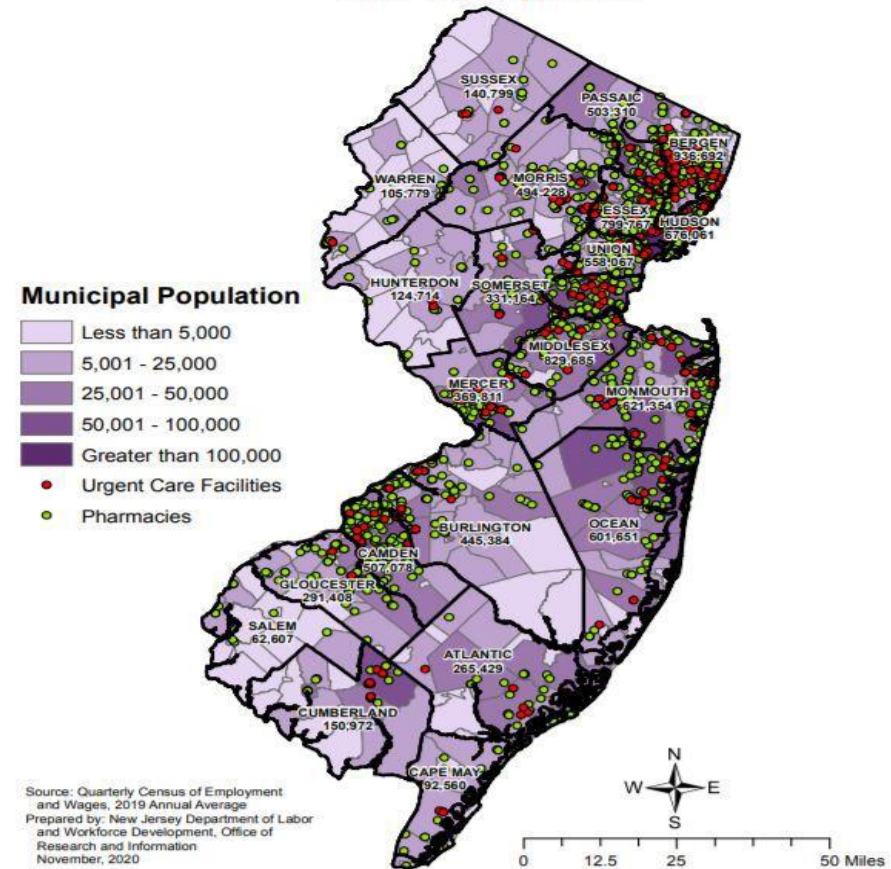 SUSSEX
140,799
PASSAIC
503,310
BERGEN
936,692
WARREN
105,779
MORRIS
494,228
ESSEX
799,767
HUDSON
676,061
UNION
558,067
HUNTERDON
124,714
SOMERSET
331,164
Municipal Population
Less than 5,000
5,001 - 25,000
25,001 - 50,000
50,001 - 100,000
Greater than 100,000
Urgent Care Facilities
Pharmacies
MIDDLESEX
829,685
MERCER
369,811
MONMOUTH
621,354
BURLINGTON
445,384
OCEAN
601,651
CAMDEN
507,078
GLOUCESTER
291,408
SALEM
62,607
ATLANTIC
265,429
CUMBERLAND
150,972
CAPE MAY
92,560
Source: Quarterly Census of Employment
and Wages, 2019 Annual Average
Prepared by: New Jersey Department of Labor
and Workforce Development, Office of
Research and Information
November, 2020
N
W E
S
0 12.5 25 50 Miles